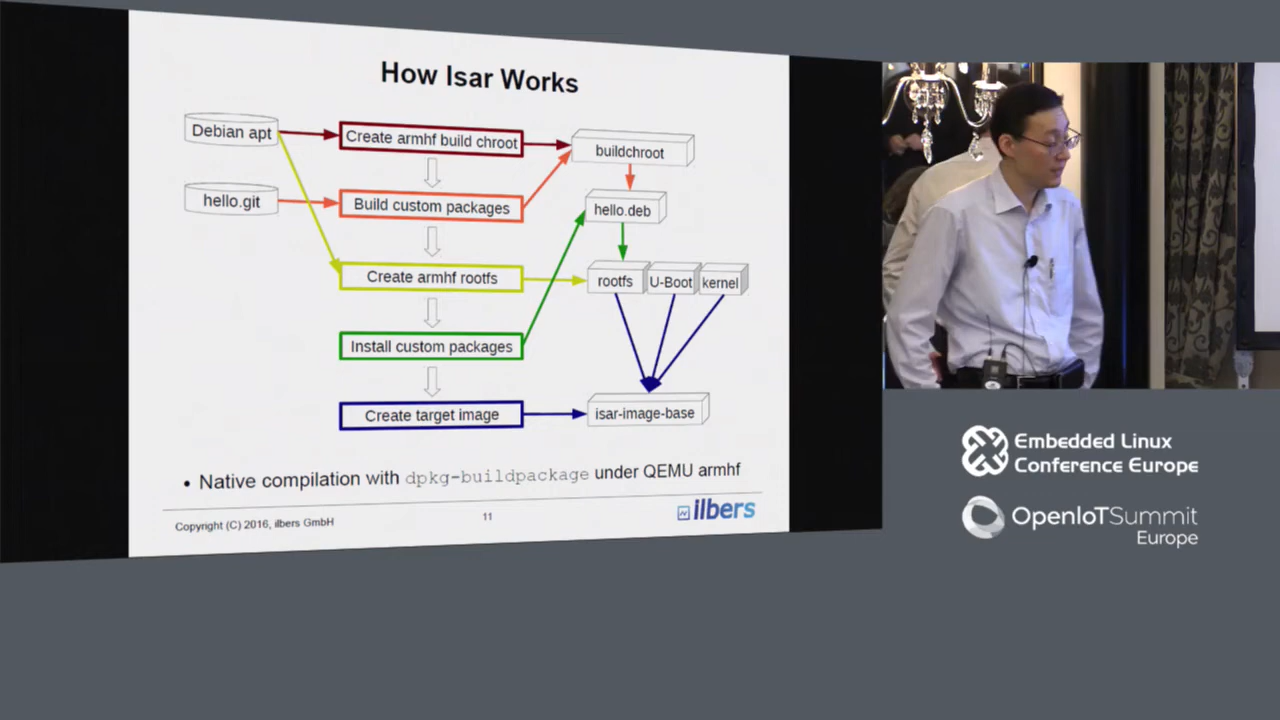 How Isar Works
Debian apt
Create armhf build chroot
buildchroot
hello.git
Build custom packages
hello.deb
Create armhf rootfs
rootfs
U-Boot
kernel
Install custom packages
Create target image
isar-image-base
• Native compilation with dpkg-buildpackage under QEMU armhf
Copyright (C) 2016, ilbers GmbH
11
ilbers
Embedded Linux
Conference Europe
OpenIoTSummit
Europe